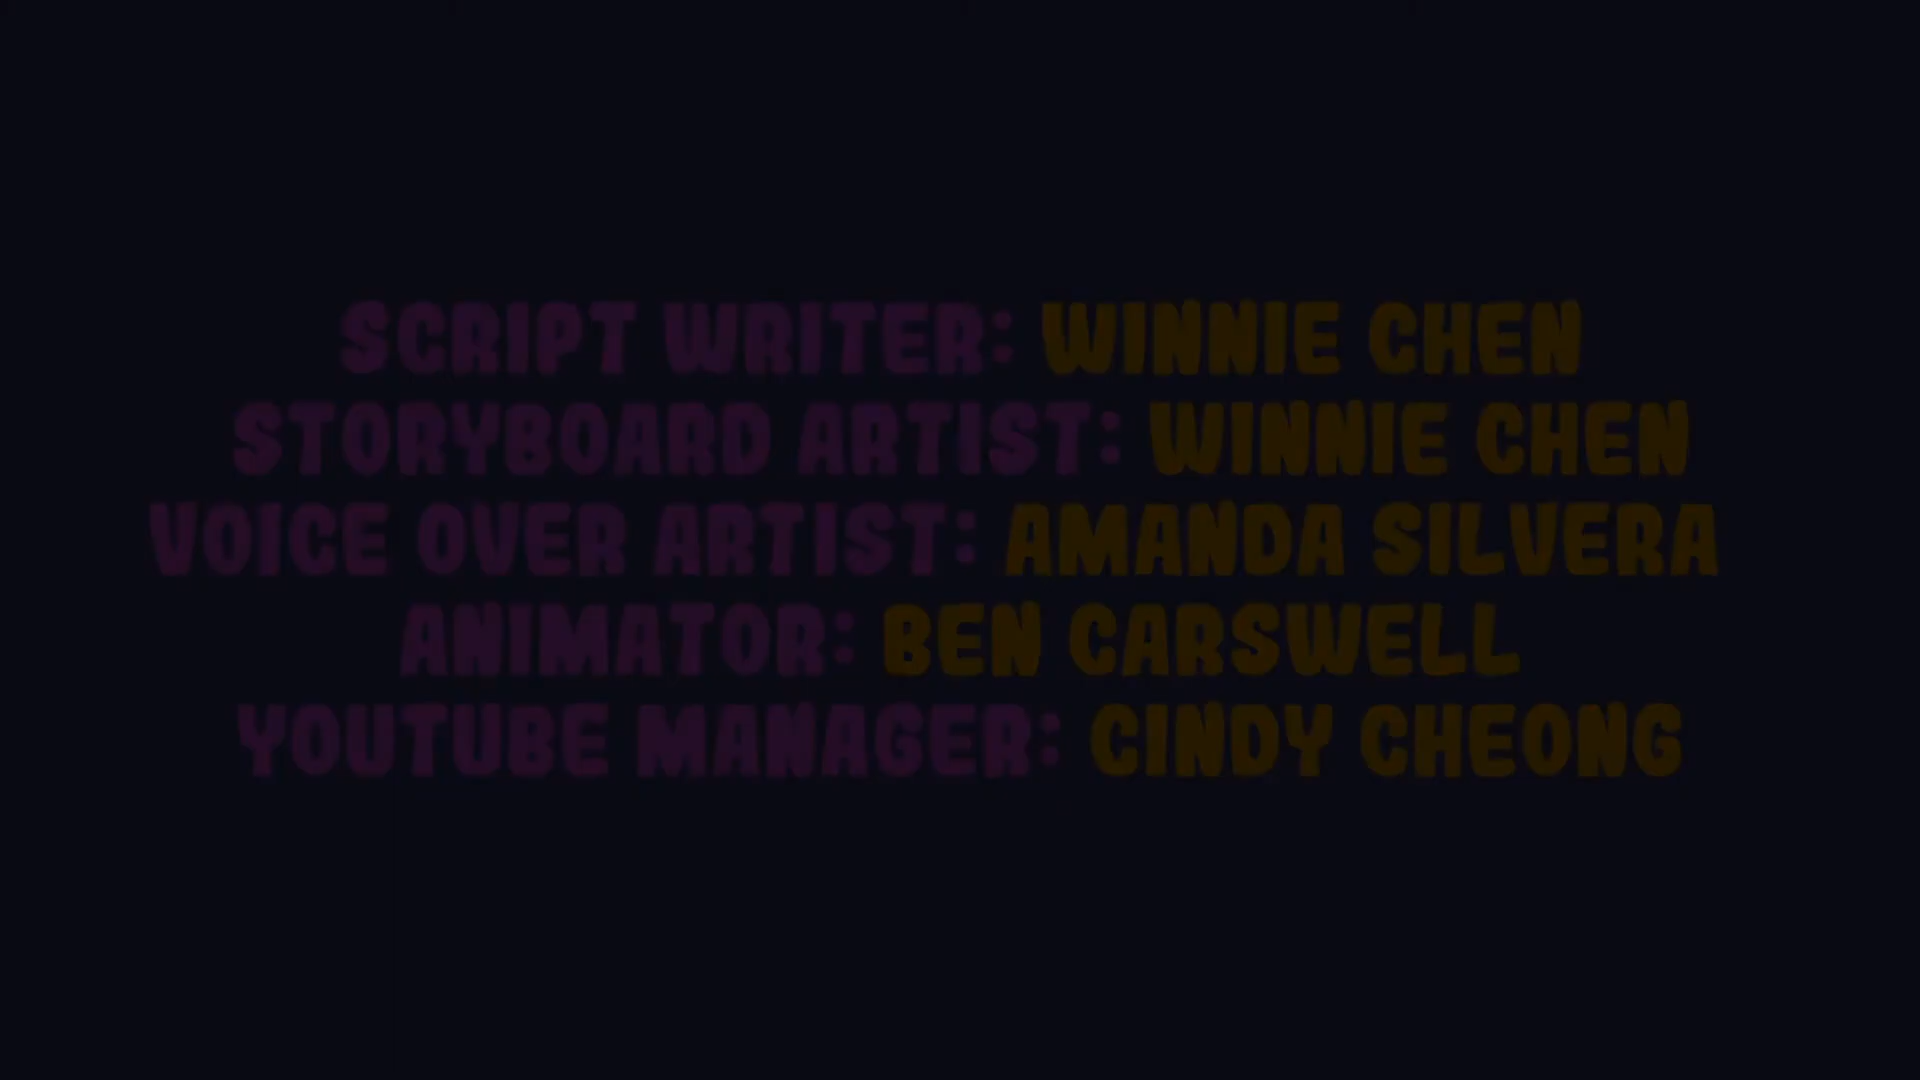 SCRIPT WRITER: WINNIE CHEN
STORYBOARD ARTIST: WINNIE CHEN
VOICE OVER ARTIST: AMANDA SILVERA
ANIMATOR: BEN CARSWELL
YOUTUBE MANAGER: CINDY CHEONG